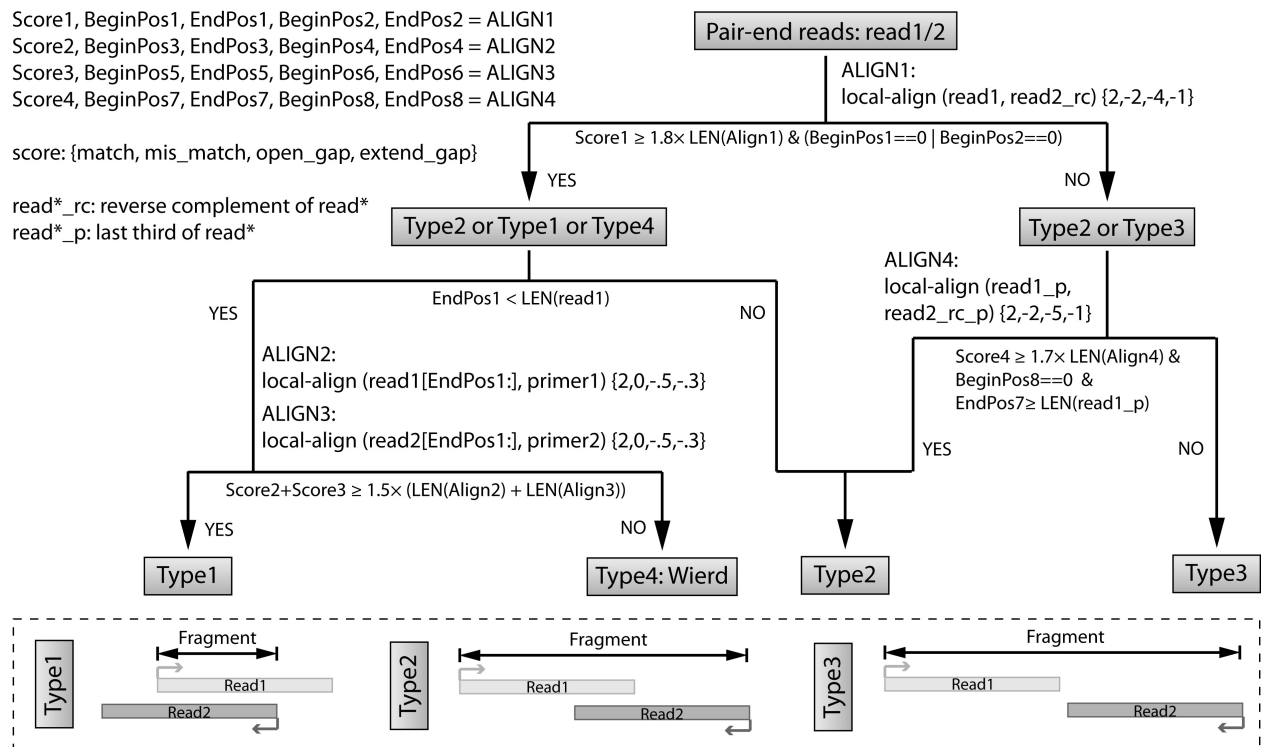 Score1, BeginPos1, EndPos1, BeginPos2, EndPos2 = ALIGN1
Score2, BeginPos3, EndPos3, BeginPos4, EndPos4 = ALIGN2
Score3, BeginPos5, EndPos5, BeginPos6, EndPos6 = ALIGN3
Score4, BeginPos7, EndPos7, BeginPos8, EndPos8 = ALIGN4
score: {match, mis_match, open_gap, extend_gap}
read*_rc: reverse complement of read*
read*_p: last third of read*
Pair-end reads: read1/2
ALIGN1:
local-align (read1, read2_rc) {2,-2,-4,-1}
Score1 ≥ 1.8× LEN(Align1) & (BeginPos1==0 | BeginPos2==0)
YES
NO
Type2 or Type1 or Type4
Type2 or Type3
EndPos1 < LEN(read1)
YES
NO
ALIGN4:
local-align (read1_p,
read2_rc_p) {2,-2,-5,-1}
ALIGN2:
local-align (read1[EndPos1:], primer1) {2,0,-.5,-.3}
ALIGN3:
local-align (read2[EndPos1:], primer2) {2,0,-.5,-.3}
Score4 ≥ 1.7× LEN(Align4) &
BeginPos8==0 &
EndPos7≥ LEN(read1_p)
YES
NO
Score2+Score3 ≥ 1.5× (LEN(Align2) + LEN(Align3))
YES
NO
Type1
Type4: Wierd
Type2
Type3
Type1
Fragment
Read1
Read2
Type2
Fragment
Read1
Read2
Type3
Fragment
Read1
Read2